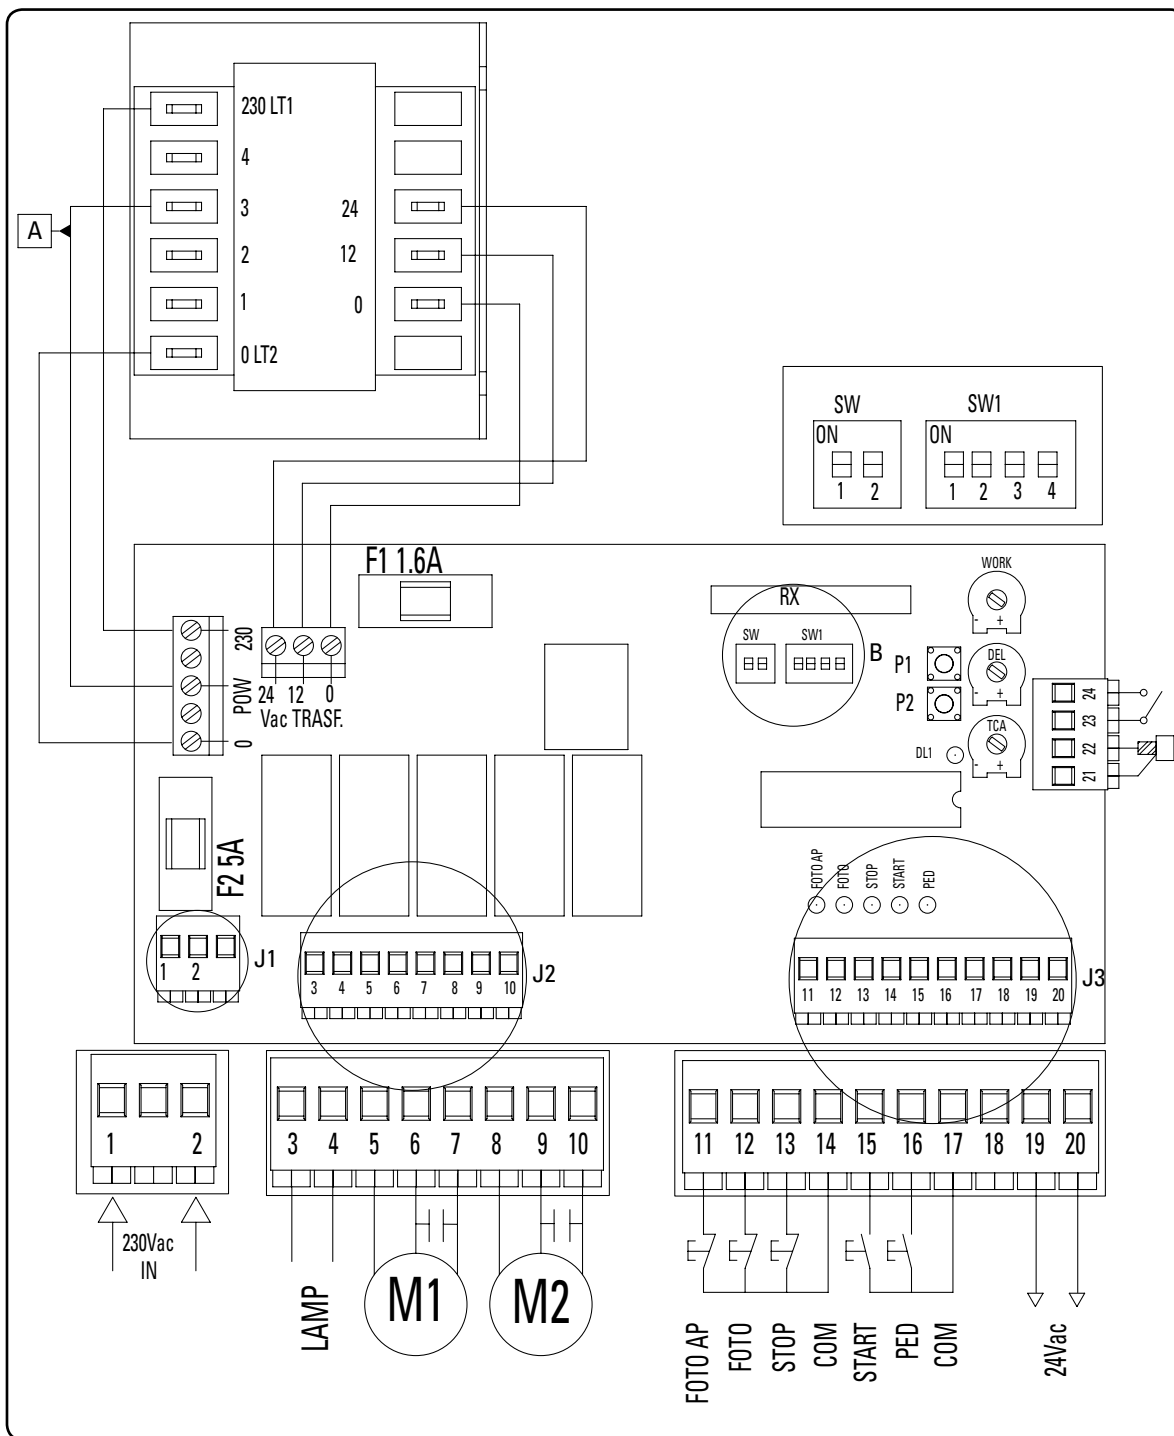 230 LT1
4
3 24
2 12
1 0
0 LT2
A
SW SW1
ON ON
1 2 1 2 3 4
F1 1.6A
230
POW
0
24 12 0
Vac TRASF.
RX
SW SW1
B
P1
P2
WORK
- +
DEL
- +
TCA
- +
DL1
24
23
22
21
F2 5A
FOTO AP
FOTO
STOP
START
PED
1 2
J1
3 4 5 6 7 8 9 10
J2
11 12 13 14 15 16 17 18 19 20
J3
1 2
3 4 5 6 7 8 9 10
11 12 13 14 15 16 17 18 19 20
230Vac
IN
LAMP
M1
M2
FOTO AP
FOTO
STOP
COM
START
PED
COM
24Vac